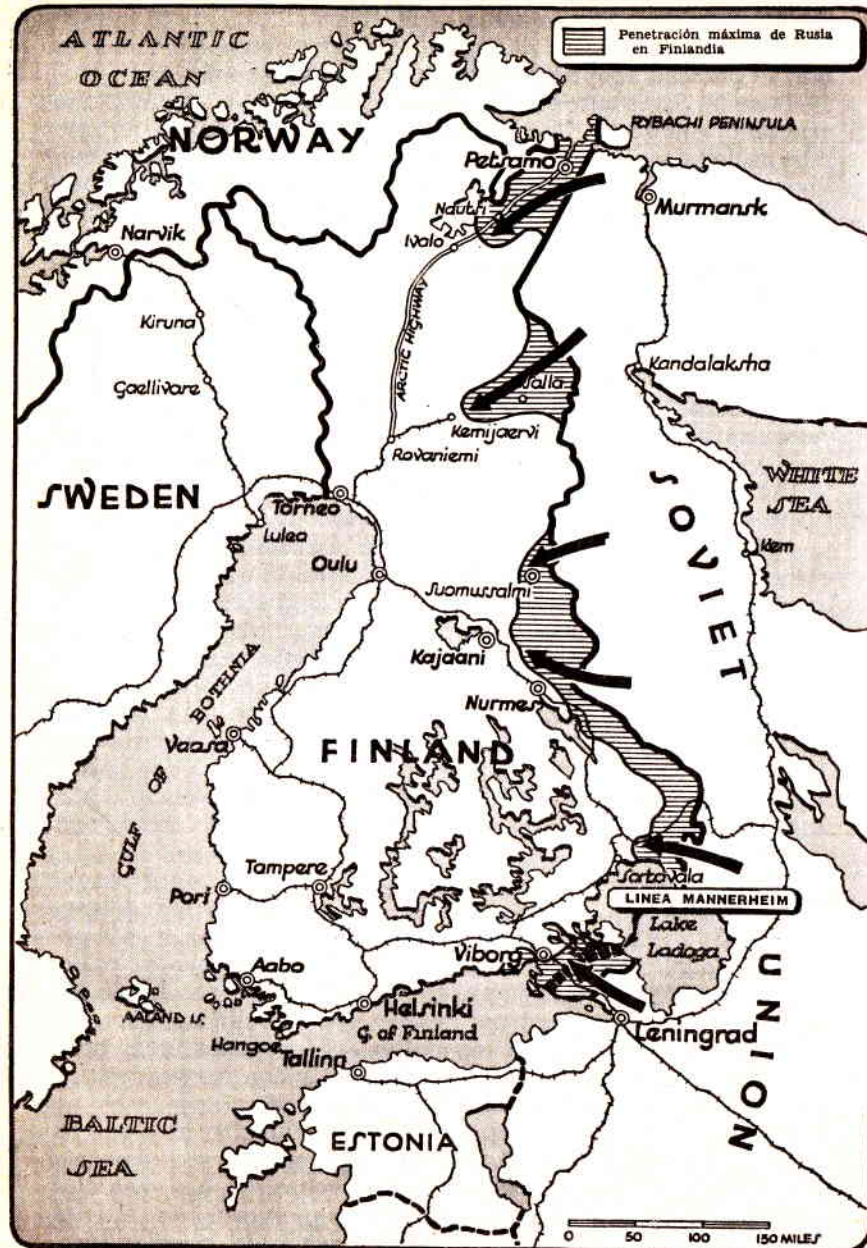 ATLANTIC
OCEAN
Penetración máxima de Rusia
en Finlandia
NORWAY
RYBACHI PENINSULA
Petsamo
Murmansk
Nautsi
Narvik
Ivalo
ARCTIC HIGHWAY
Kiruna
Gaellivare
Kandalaksha
Salla
Kemijaervi
Rovaniemi
SWEDEN
WHITE
SEA
SOVIET
Torneo
Lulea
Kem
Oulu
Suomussalmi
Kajaani
Nurmes
GULF OF BOTHNIA
Vaasa
FINLAND
Tampere
Sortavala
Pori
LINEA MANNERHEIM
Lake
Ladoga
Viborg
UNION
Aabo
AALAND IS.
Helsinki
G. of Finland
Hangoe
Leningrad
Tallina
BALTIC
SEA
ESTONIA
0 50 100 150 MILES